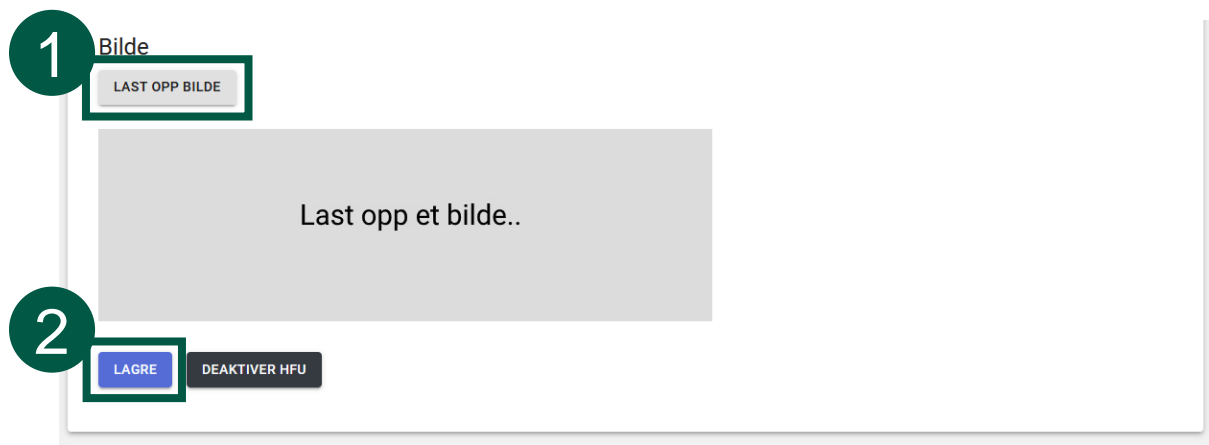 1
Bilde
LAST OPP BILDE
Last opp et bilde..
2
LAGRE
DEAKTIVER HFU